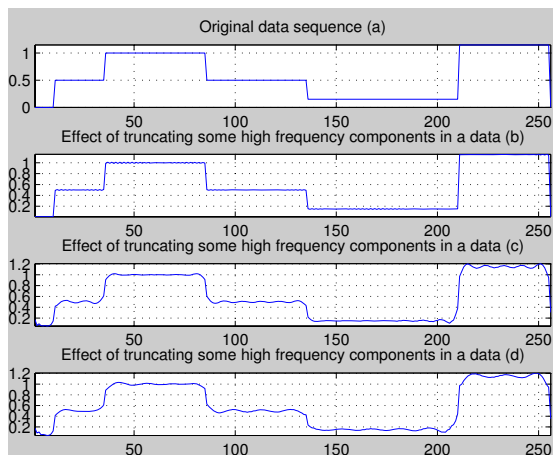 Original data sequence (a)
1
0.5
0
50 100 150 200 250
Effect of truncating some high frequency components in a data (b)
1
0.8
0.6
0.4
0.2
50 100 150 200 250
Effect of truncating some high frequency components in a data (c)
1.2
1
0.8
0.6
0.4
0.2
50 100 150 200 250
Effect of truncating some high frequency components in a data (d)
1.2
1
0.8
0.6
0.4
0.2
50 100 150 200 250